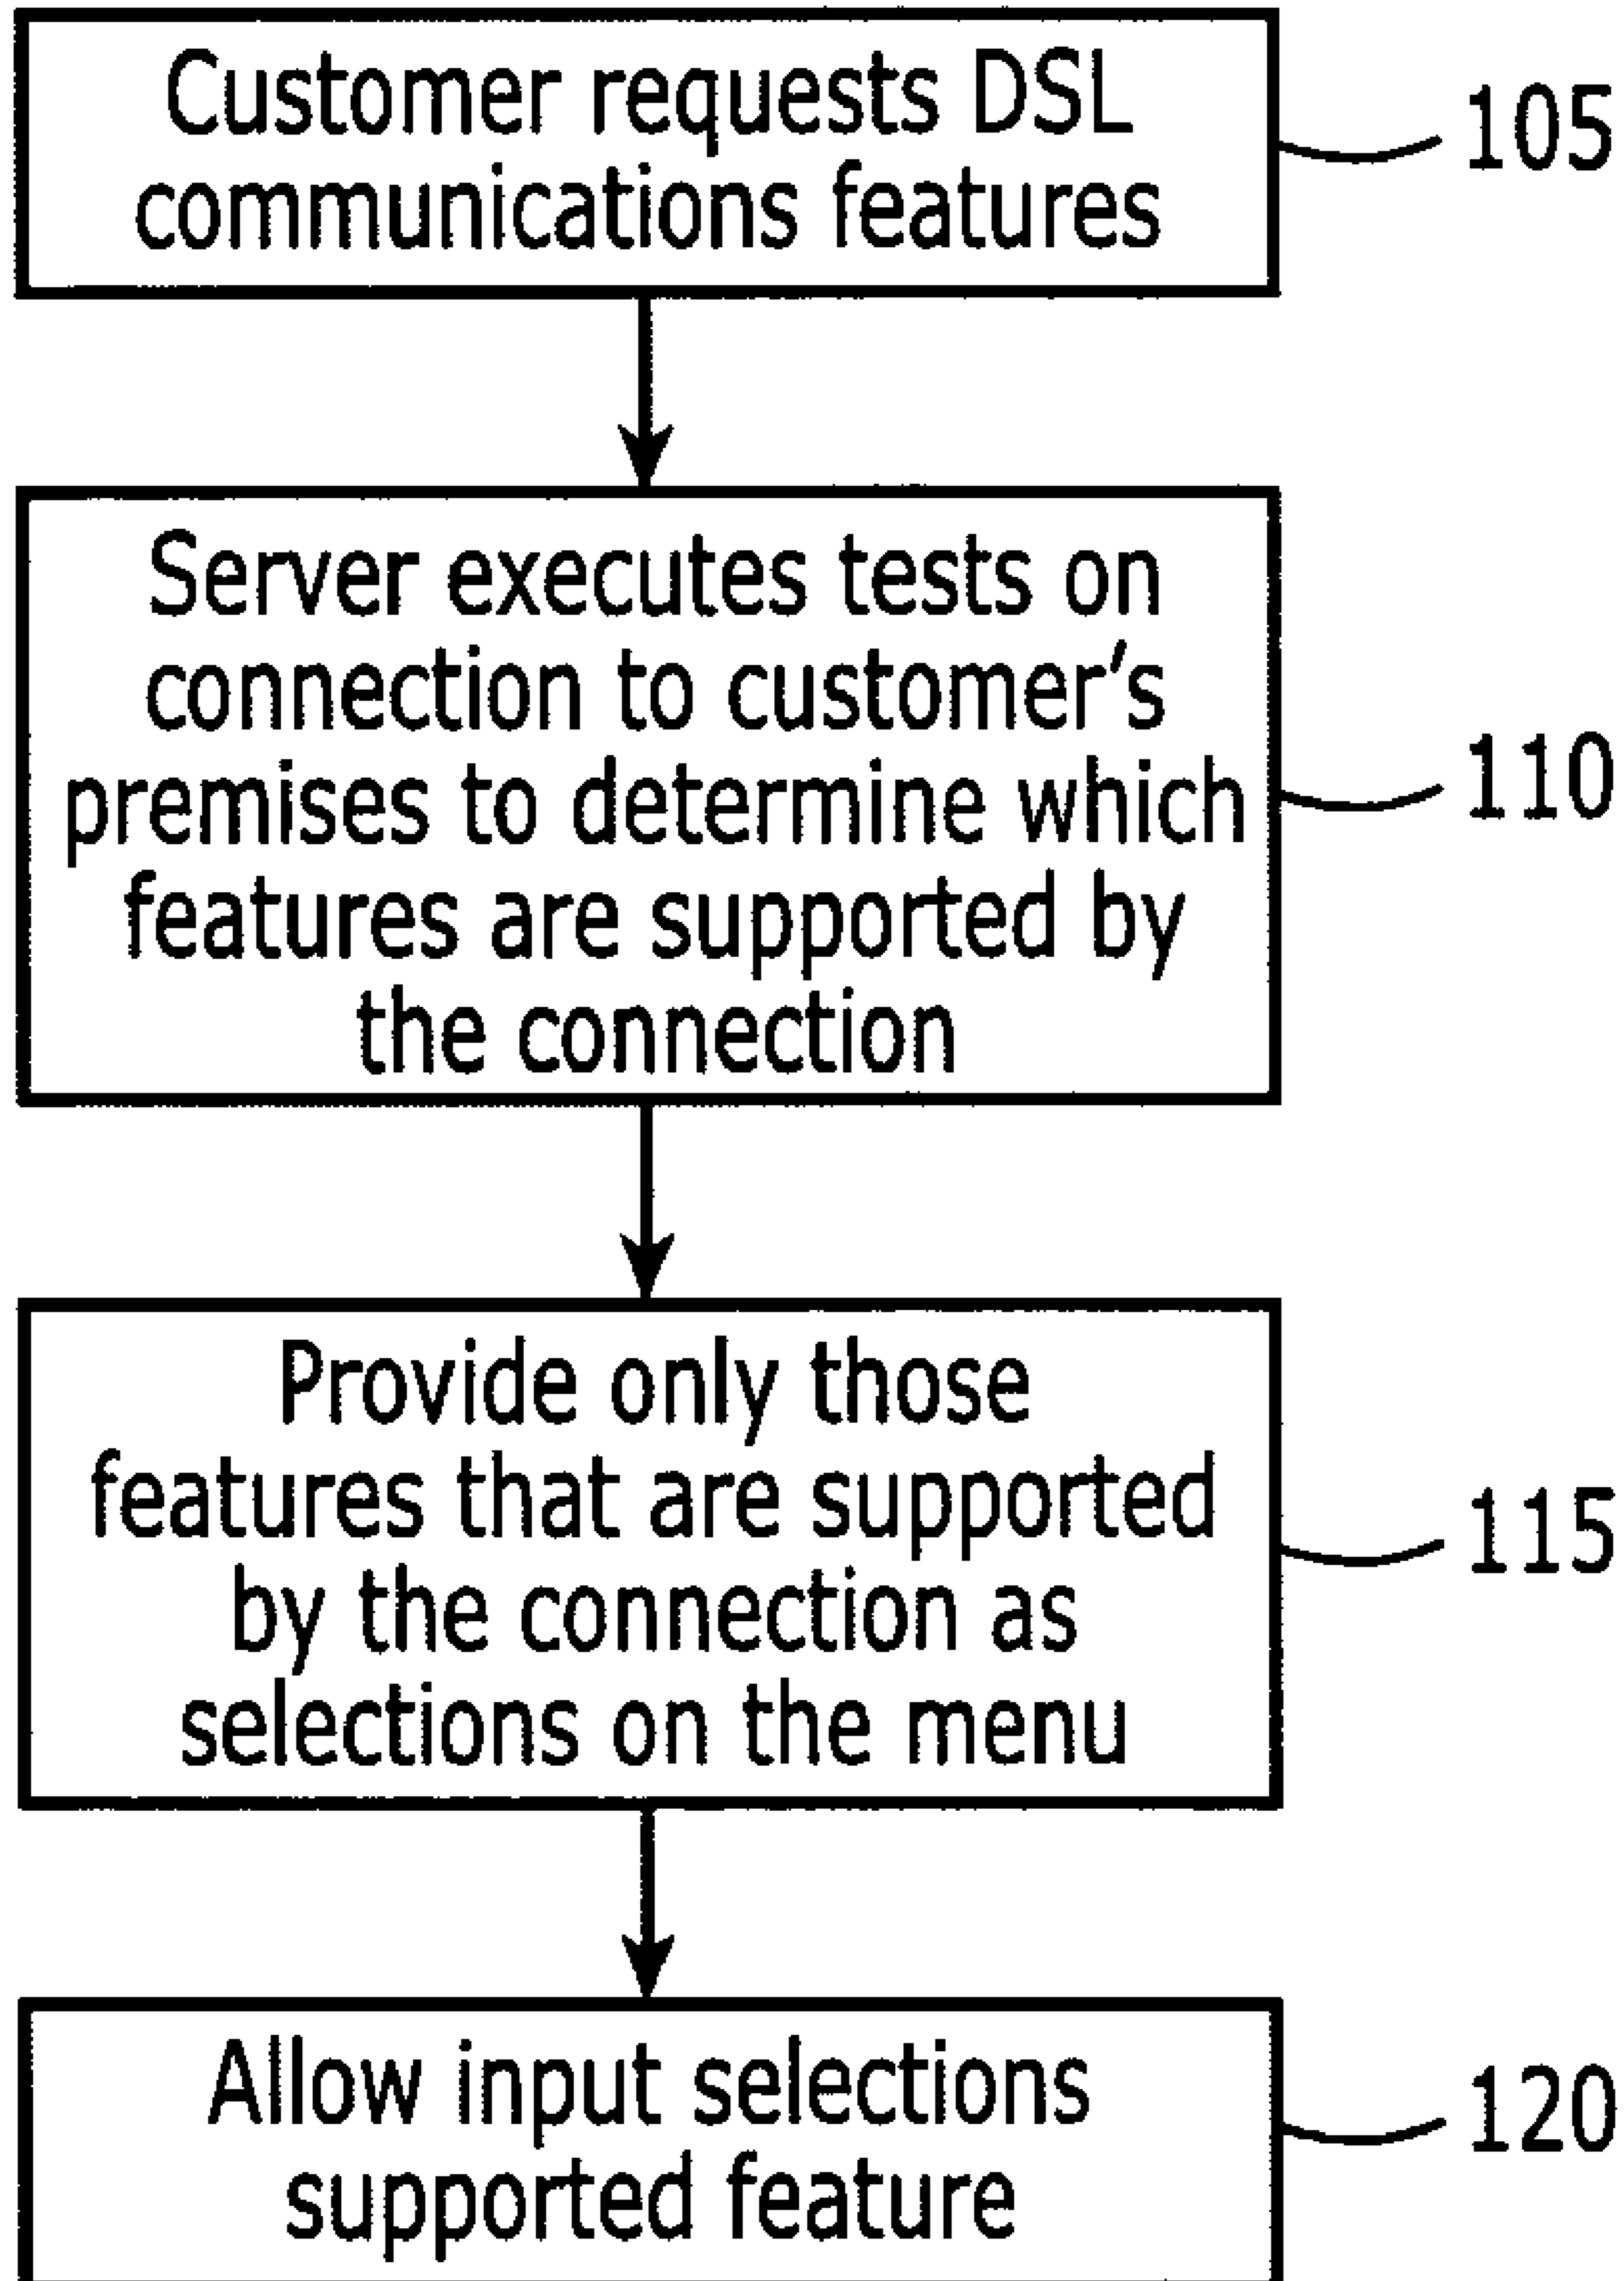 Customer requests DSL
communications features
105
Server executes tests on
connection to customer's
premises to determine which
features are supported by
the connection
110
Provide only those
features that are supported
by the connection as
selections on the menu
115
Allow input selections
supported feature
120